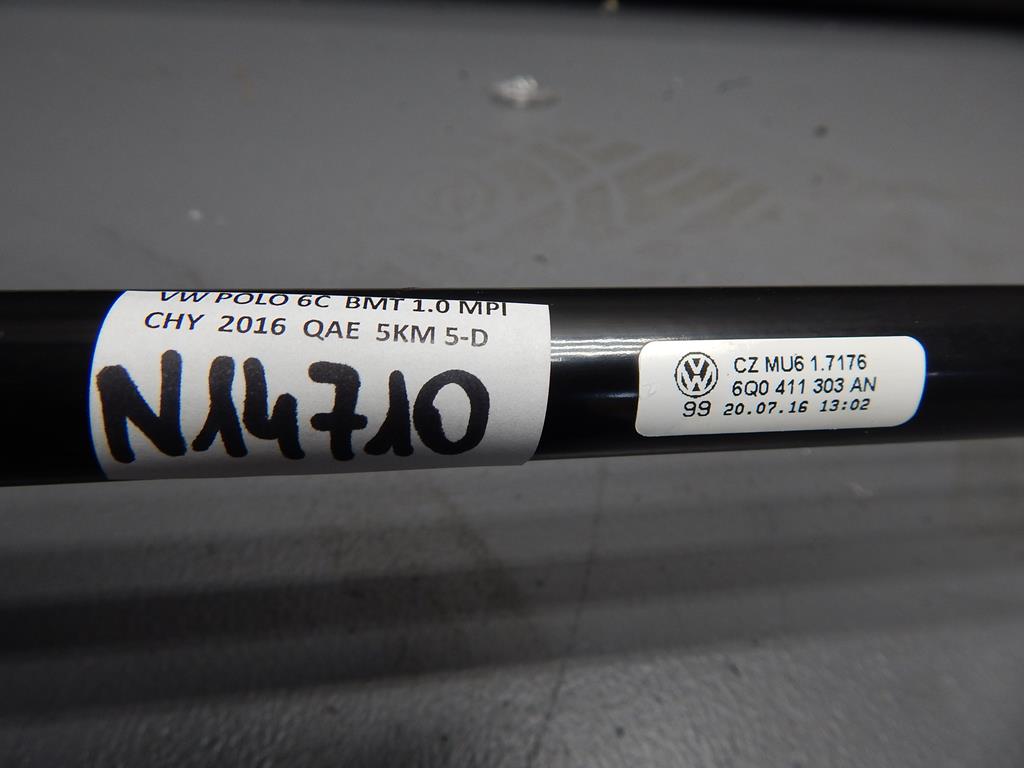 VW POLO 6C BMT 1.0 MPI
CHY 2016 QAE 5KM 5-D
N14710
CZ MU6 1.7176
6Q0 411 303 AN
99 20.07.16 13:02